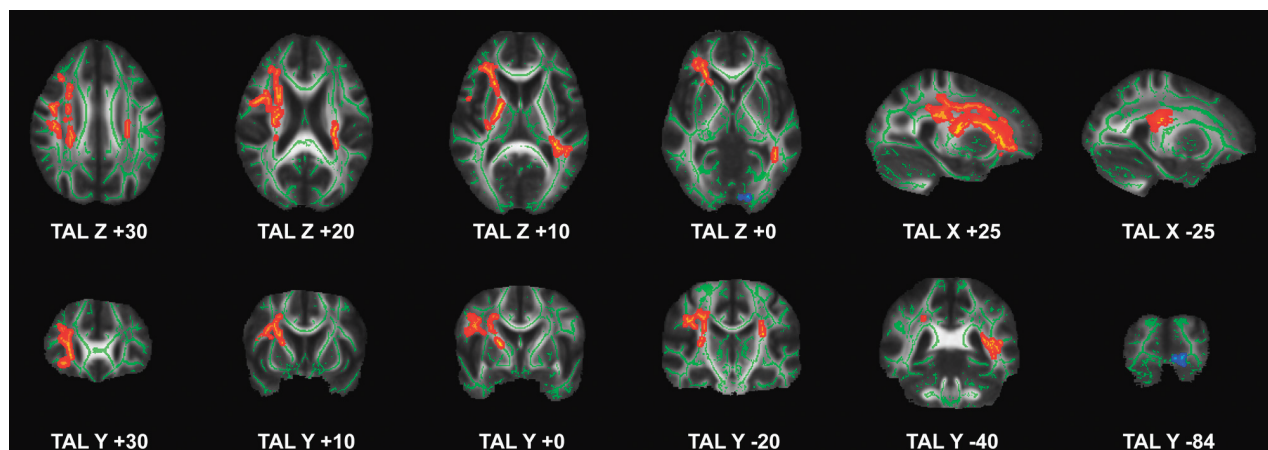 TAL Z +30
TAL Z +20
TAL Z +10
TAL Z +0
TAL X +25
TAL X -25
TAL Y +30
TAL Y +10
TAL Y +0
TAL Y -20
TAL Y -40
TAL Y -84